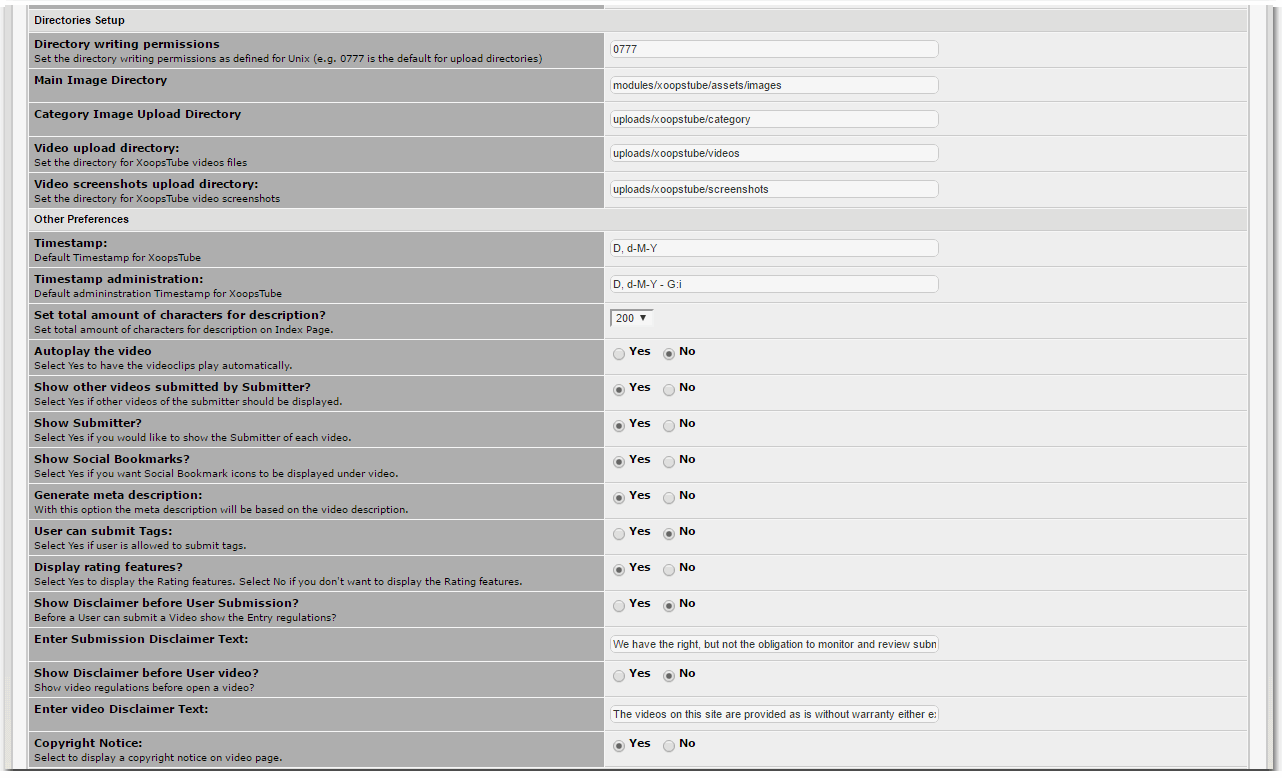 Directories Setup
Directory writing permissions
0777
Set the directory writing permissions as defined for Unix (e.g. 0777 is the default for upload directories)
Main Image Directory
modules/xoopstube/assets/images
Category Image Upload Directory
uploads/xoopstube/category
Video upload directory:
uploads/xoopstube/videos
Set the directory for XoopsTube videos files
Video screenshots upload directory:
uploads/xoopstube/screenshots
Set the directory for XoopsTube video screenshots
Other Preferences
Timestamp:
D, d-M-Y
Default Timestamp for XoopsTube
Timestamp administration:
D, d-M-Y - G:i
Default admininstration Timestamp for XoopsTube
Set total amount of characters for description?
200
Set total amount of characters for description on Index Page.
Autoplay the video
Yes No
Select Yes to have the videoclips play automatically.
Show other videos submitted by Submitter?
Yes No
Select Yes if other videos of the submitter should be displayed.
Show Submitter?
Yes No
Select Yes if you would like to show the Submitter of each video.
Show Social Bookmarks?
Yes No
Select Yes if you want Social Bookmark icons to be displayed under video.
Generate meta description:
Yes No
With this option the meta description will be based on the video description.
User can submit Tags:
Yes No
Select Yes if user is allowed to submit tags.
Display rating features?
Yes No
Select Yes to display the Rating features. Select No if you don't want to display the Rating features.
Show Disclaimer before User Submission?
Yes No
Before a User can submit a Video show the Entry regulations?
Enter Submission Disclaimer Text:
We have the right, but not the obligation to monitor and review
Show Disclaimer before User video?
Yes No
Show video regulations before open a video?
Enter video Disclaimer Text:
The videos on this site are provided as is without warranty either
Copyright Notice:
Yes No
Select to display a copyright notice on video page.